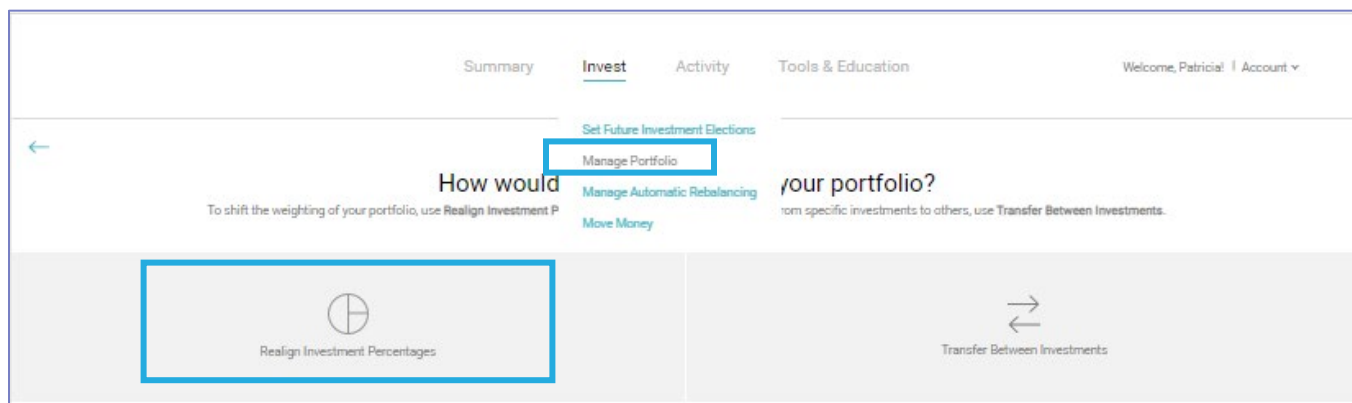 Summary Invest Activity Tools & Education Welcome, Patricia! | Account
Set Future Investment Elections
Manage Portfolio
How would your portfolio?
Manage Automatic Rebalancing
To shift the weighting of your portfolio, use Realign Investment P rom specific investments to others, use Transfer Between Investments.
Move Money
Realign Investment Percentages Transfer Between Investments